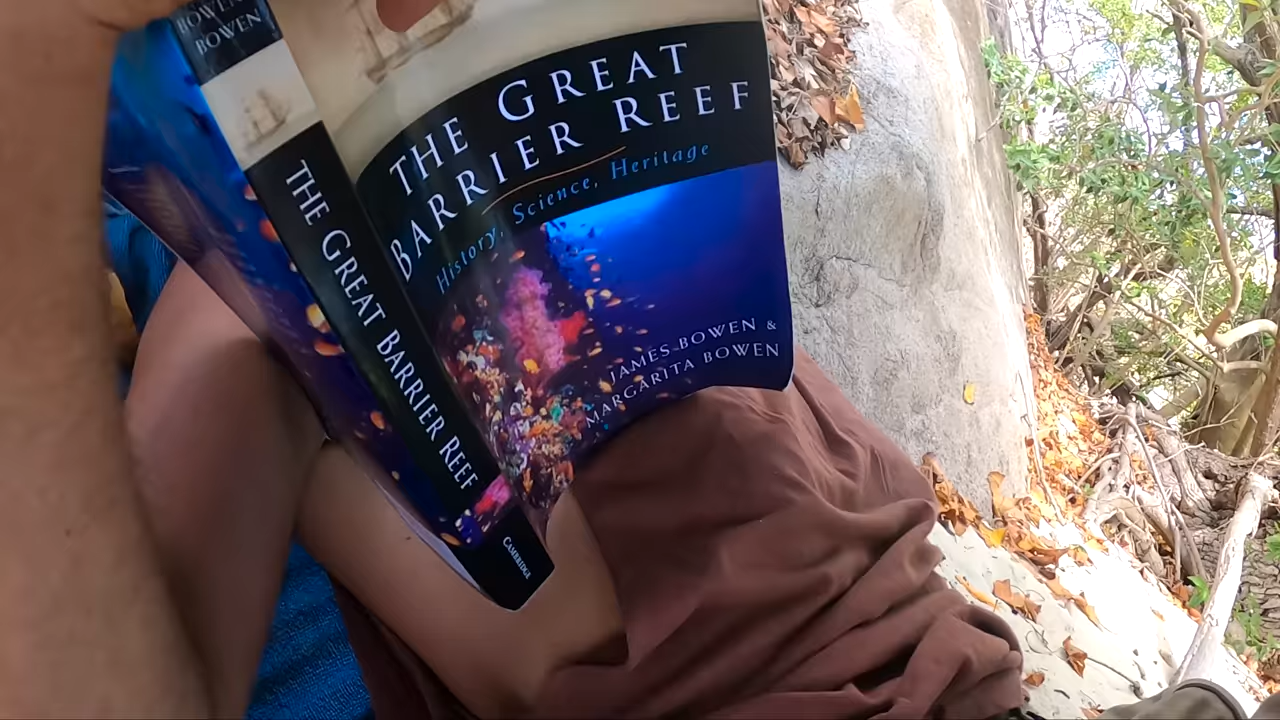 BOWEN &
BOWEN
THE GREAT BARRIER REEF
CAMBRIDGE
THE GREAT
BARRIER REEF
History, Science, Heritage
JAMES BOWEN &
MARGARITA BOWEN